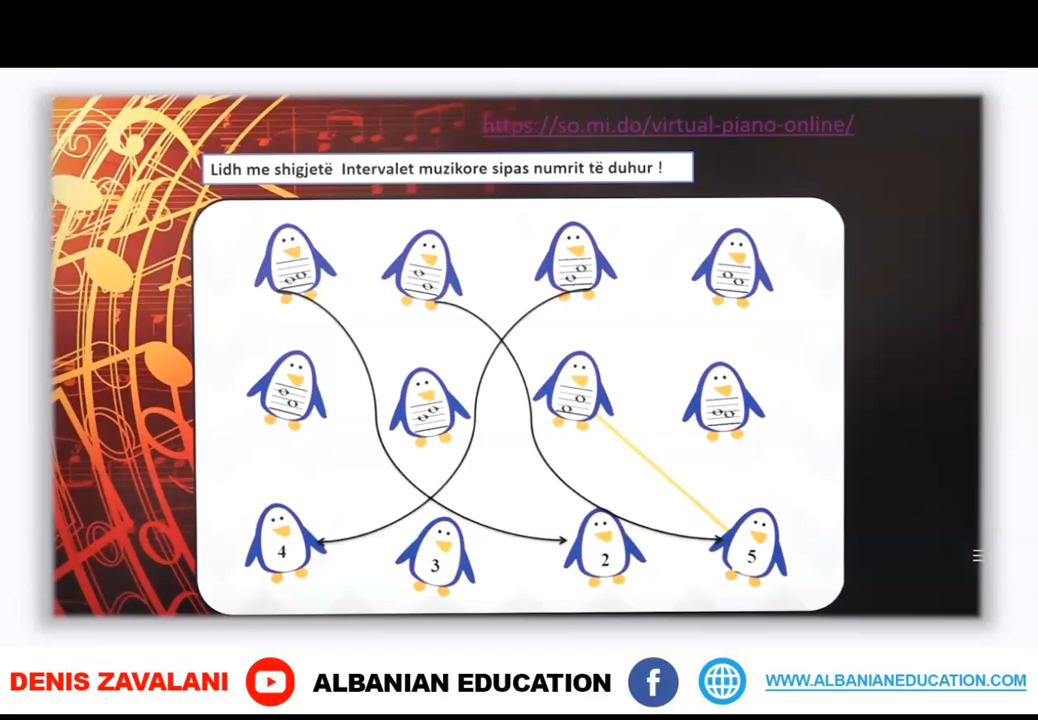 https://so.mi.do/virtual-piano-online/
Lidh me shigjetë Intervalet muzikore sipas numrit të duhur !
4 3 2 5
DENIS ZAVALANI ALBANIAN EDUCATION f WWW.ALBANIANEDUCATION.COM